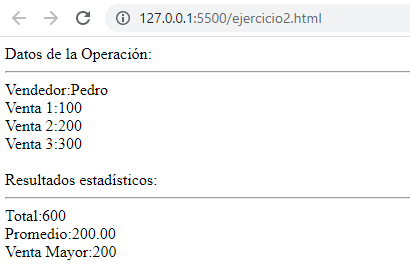 127.0.0.1:5500/ejercicio2.html
Datos de la Operación:
Vendedor:Pedro
Venta 1:100
Venta 2:200
Venta 3:300
Resultados estadísticos:
Total:600
Promedio:200.00
Venta Mayor:200